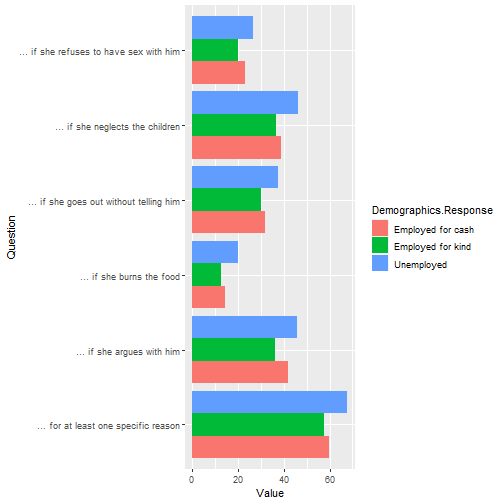 ... if she refuses to have sex with him
... if she neglects the children
... if she goes out without telling him
... if she burns the food
... if she argues with him
... for at least one specific reason
Question
0 20 40 60
Value
Demographics.Response
Employed for cash
Employed for kind
Unemployed